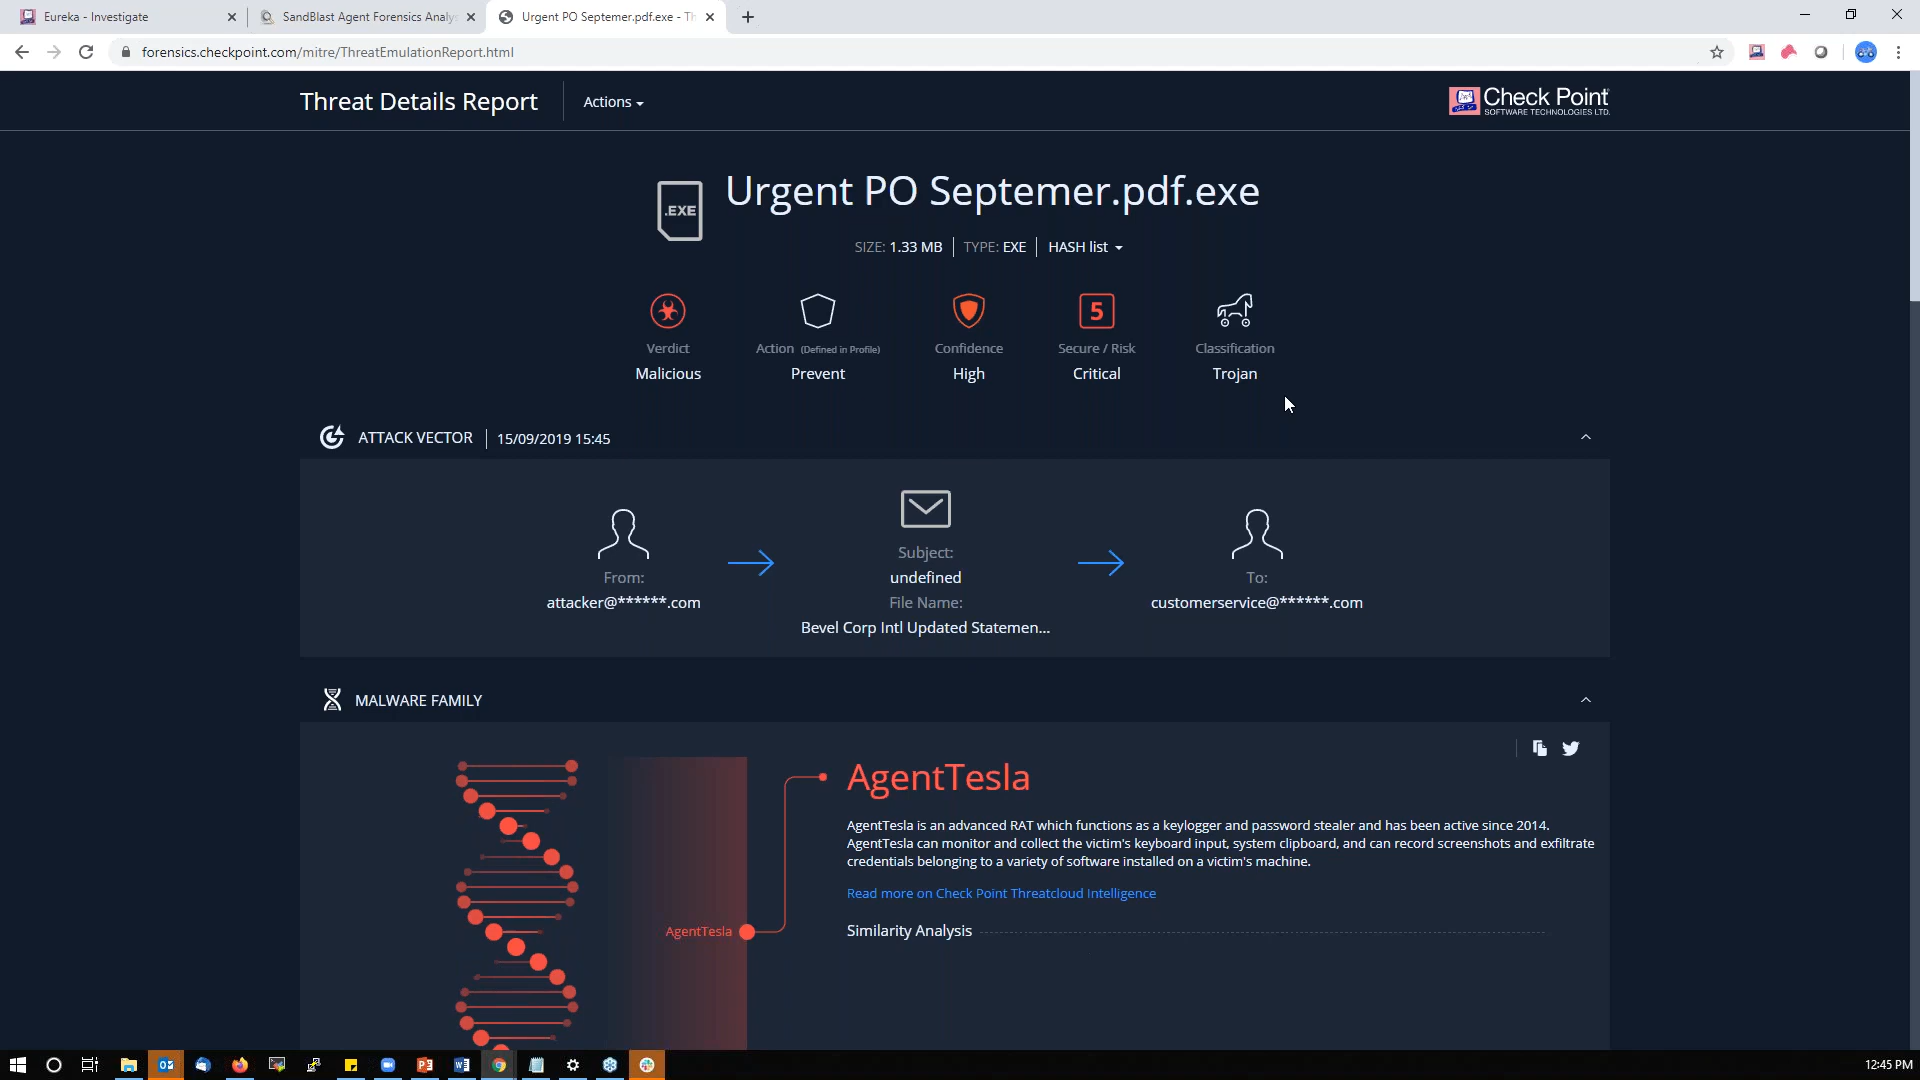 Eureka - Investigate
SandBlast Agent Forensics Analys
Urgent PO Septemer.pdf.exe - Th
forensics.checkpoint.com/mitre/ThreatEmulationReport.html
Threat Details Report
Actions
Check Point
SOFTWARE TECHNOLOGIES LTD.
.EXE
Urgent PO Septemer.pdf.exe
SIZE: 1.33 MB
TYPE: EXE
HASH list
5
Verdict
Action (Defined in Profile)
Confidence
Secure / Risk
Classification
Malicious
Prevent
High
Critical
Trojan
ATTACK VECTOR
15/09/2019 15:45
Subject:
From:
undefined
To:
attacker@******.com
File Name:
customerservice@******.com
Bevel Corp Intl Updated Statemen...
MALWARE FAMILY
AgentTesla
AgentTesla is an advanced RAT which functions as a keylogger and password stealer and has been active since 2014.
AgentTesla can monitor and collect the victim's keyboard input, system clipboard, and can record screenshots and exfiltrate
credentials belonging to a variety of software installed on a victim's machine.
Read more on Check Point Threatcloud Intelligence
AgentTesla
Similarity Analysis
12:45 PM